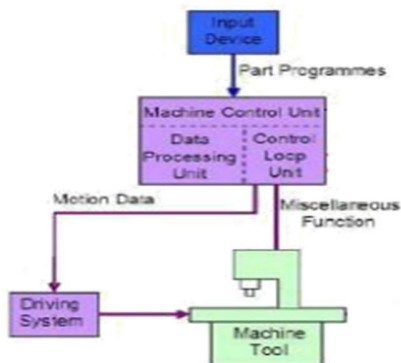 Input
Device
Part Programmes
Machine Control Unit
Data
Processing
Unit
Control
Loop
Unit
Motion Data
Miscellaneous
Function
Driving
System
Machine
Tool